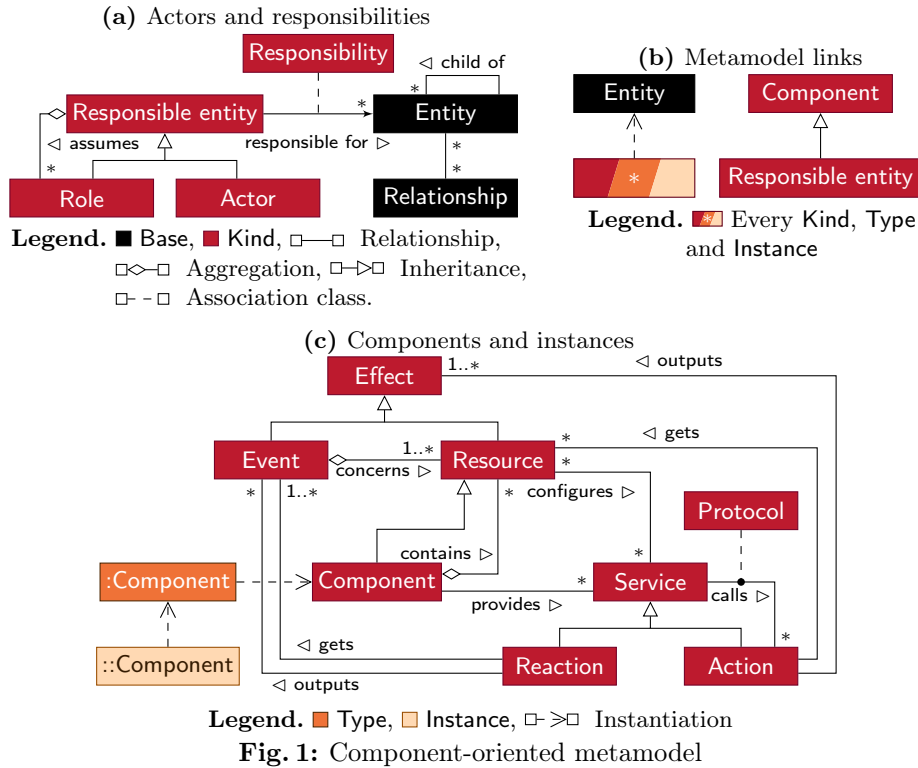 (a) Actors and responsibilities
Responsibility
◁ child of
*
Responsible entity
*
Entity
◁ assumes
responsible for ▷
*
*
*
Role
Actor
Relationship
Legend. Base, Kind, Relationship,
Aggregation, Inheritance,
Association class.
(b) Metamodel links
Entity
Component
*
Responsible entity
Legend. * Every Kind, Type
and Instance
(c) Components and instances
Effect
1..*
◁ outputs
Event
1..*
concerns ▷
Resource
*
◁ gets
*
1..*
*
*
configures ▷
Protocol
contains ▷
*
:Component
Component
*
Service
provides ▷
calls ▷
::Component
◁ gets
*
Reaction
Action
◁ outputs
Legend. Type, Instance, Instantiation
Fig. 1: Component-oriented metamodel